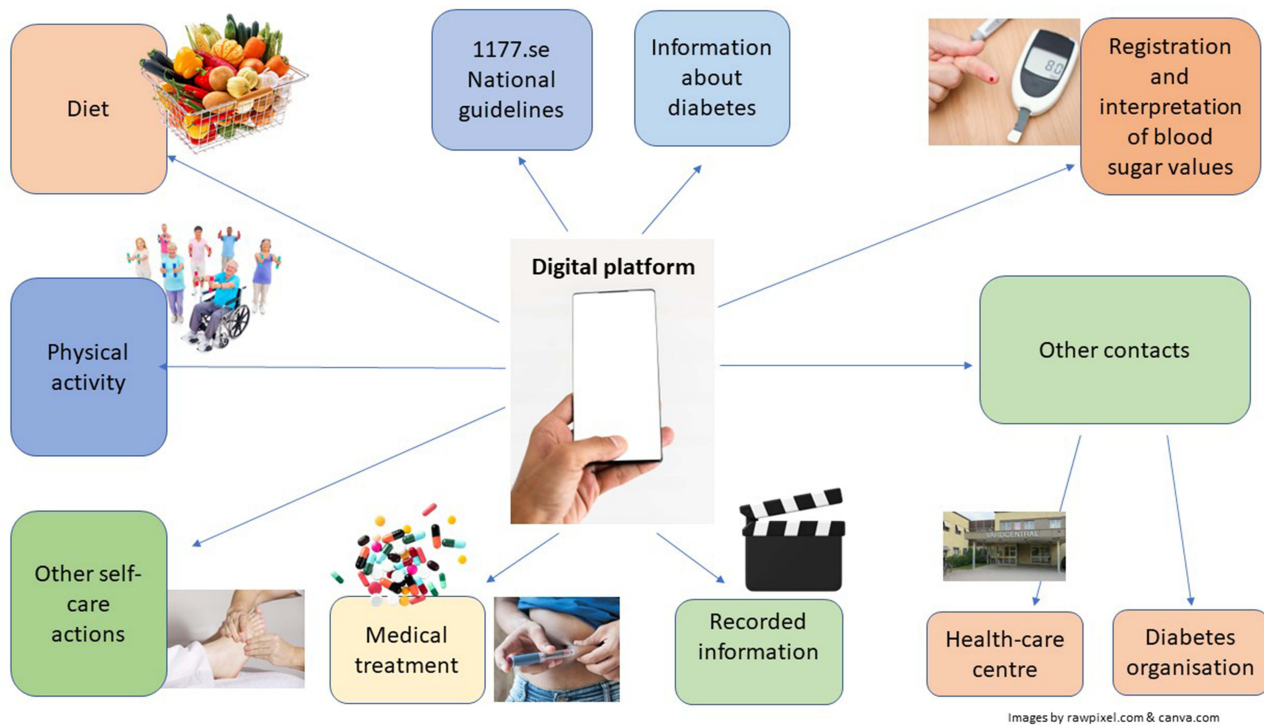 Diet
1177.se
National
guidelines
Information
about
diabetes
80
Registration
and
interpretation
of blood
sugar values
Digital platform
Physical
activity
Other contacts
Other self-
care
actions
Medical
treatment
Recorded
information
VÅRDCENTRAL
Health-care
centre
Diabetes
organisation
Images by rawpixel.com & canva.com